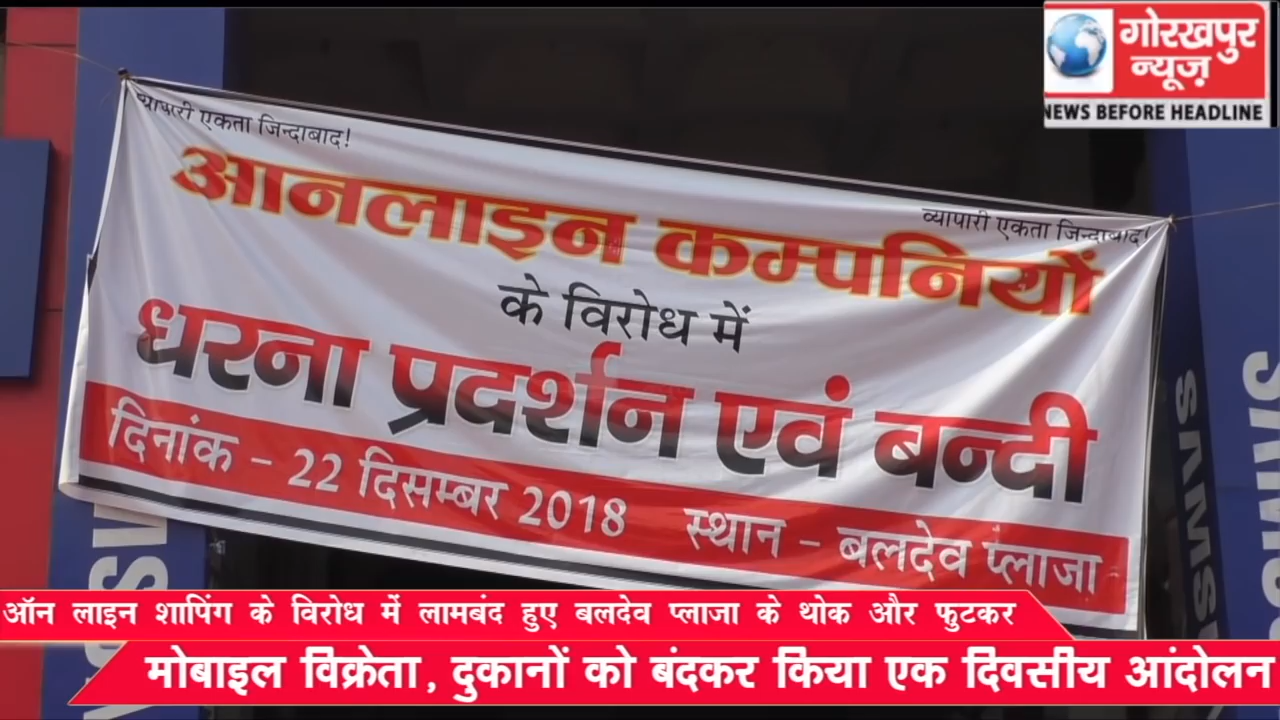 गोरखपुर
न्यूज़
NEWS BEFORE HEADLINE
व्यापारी एकता जिन्दाबाद!
व्यापारी एकता जिन्दाबाद!
आनलाइन कम्पनियों
के विरोध में
धरना प्रदर्शन एवं बन्दी
दिनांक - 22 दिसम्बर 2018 स्थान - बलदेव प्लाजा
SAMSU
ऑन लाइन शापिंग के विरोध में लामबंद हुए बलदेव प्लाजा के थोक और फुटकर
मोबाइल विक्रेता, दुकानों को बंदकर किया एक दिवसीय आंदोलन